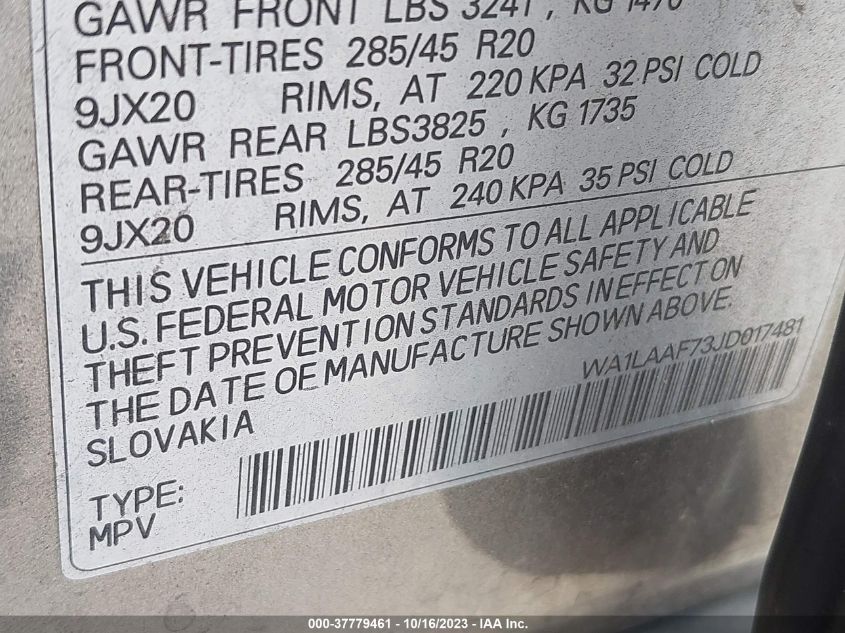 GAWR FRONT LBS 3241, KG 1470
FRONT-TIRES 285/45 R20
9JX20 RIMS, AT 220 KPA 32 PSI COLD
GAWR REAR LBS3825 , KG 1735
REAR-TIRES 285/45 R20
9JX20 RIMS, AT 240 KPA 35 PSI COLD
THIS VEHICLE CONFORMS TO ALL APPLICABLE
U.S. FEDERAL MOTOR VEHICLE SAFETY AND
THEFT PREVENTION STANDARDS IN EFFECT ON
THE DATE OF MANUFACTURE SHOWN ABOVE.
SLOVAKIA WA1LAAF73JD017481
TYPE:
MPV
000-37779461 - 10/16/2023 - IAA Inc.